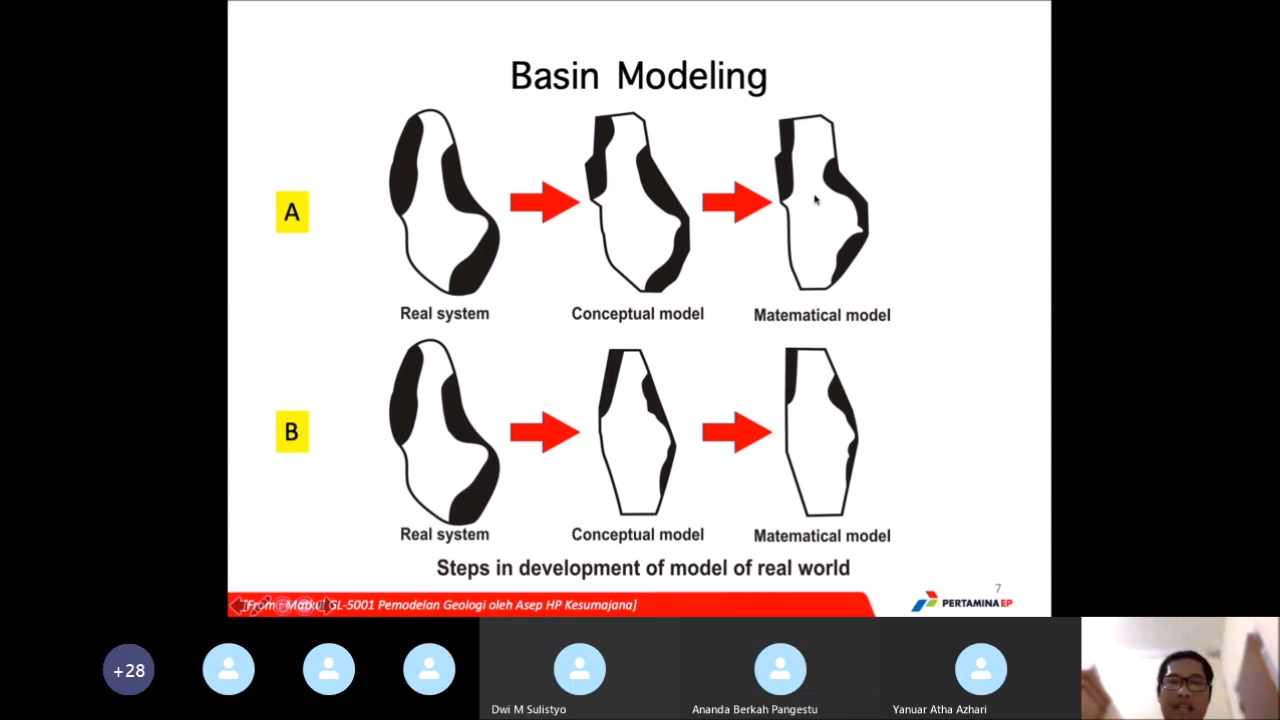 Basin Modeling
A
Real system
Conceptual model
Matematical model
B
Real system
Conceptual model
Matematical model
Steps in development of model of real world
7
[From : Matkul GL-5001 Pemodelan Geologi oleh Asep HP Kesumajana]
PERTAMINA EP
+28
Dwi M Sulistyo
Ananda Berkah Pangestu
Yanuar Atha Azhari